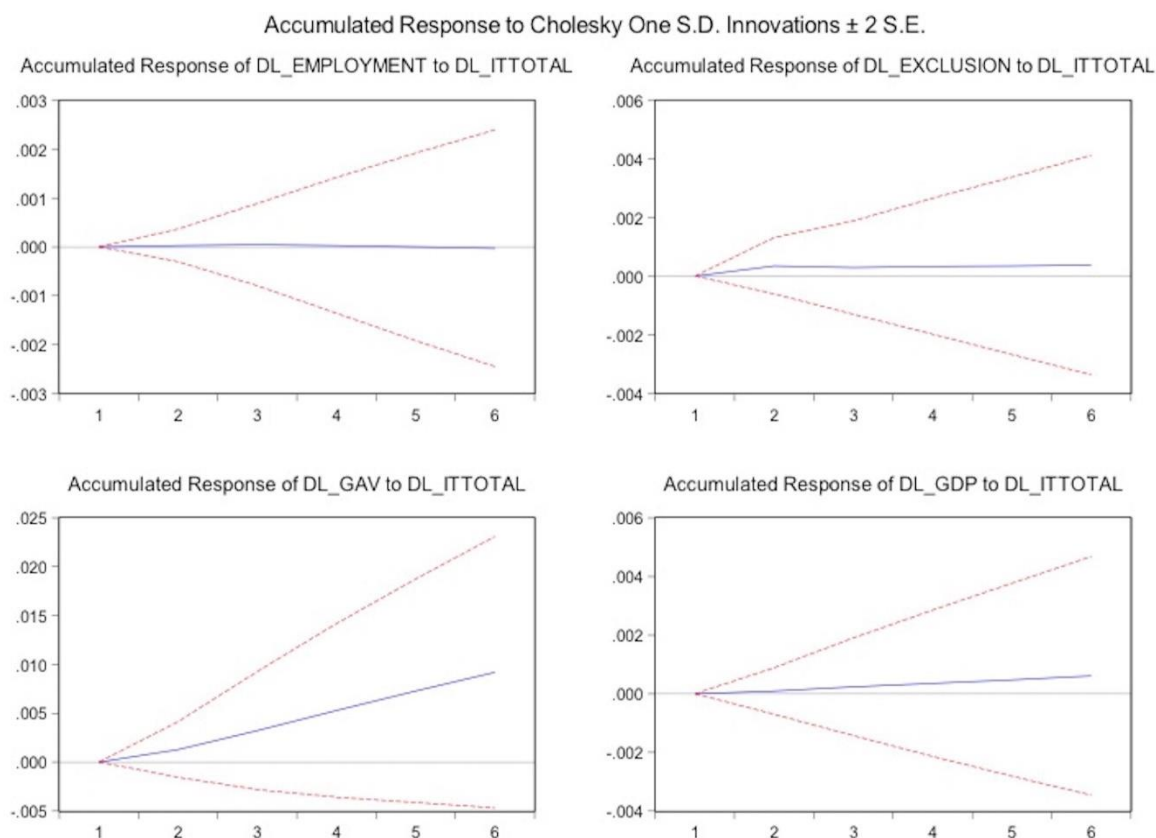 Accumulated Response to Cholesky One S.D. Innovations ± 2 S.E.
Accumulated Response of DL_EMPLOYMENT to DL_ITTOTAL
.003
.002
.001
.000
-.001
-.002
-.003
1 2 3 4 5 6
Accumulated Response of DL_EXCLUSION to DL_ITTOTAL
.006
.004
.002
.000
-.002
-.004
1 2 3 4 5 6
Accumulated Response of DL_GAV to DL_ITTOTAL
.025
.020
.015
.010
.005
.000
-.005
1 2 3 4 5 6
Accumulated Response of DL_GDP to DL_ITTOTAL
.006
.004
.002
.000
-.002
-.004
1 2 3 4 5 6